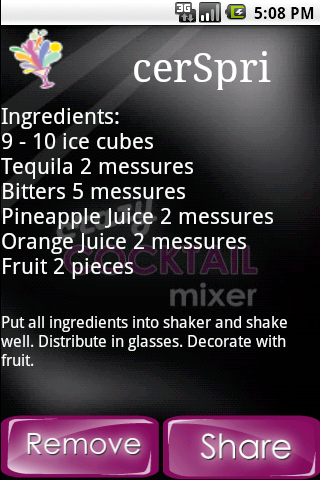 3G 5:08 PM
cerSpri
Ingredients:
9 - 10 ice cubes
Tequila 2 messures
Bitters 5 messures
Pineapple Juice 2 messures
Orange Juice 2 messures
Fruit 2 pieces
crazy
COCKTAIL
mixer
Put all ingredients into shaker and shake
well. Distribute in glasses. Decorate with
fruit.
Remove Share